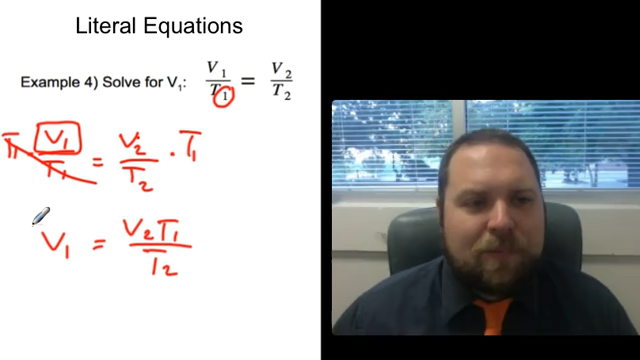 Literal Equations
Example 4) Solve for V₁: V₁/T₁ = V₂/T₂
T₁ · V₁/T₁ = V₂/T₂ · T₁
V₁ = V₂T₁/T₂